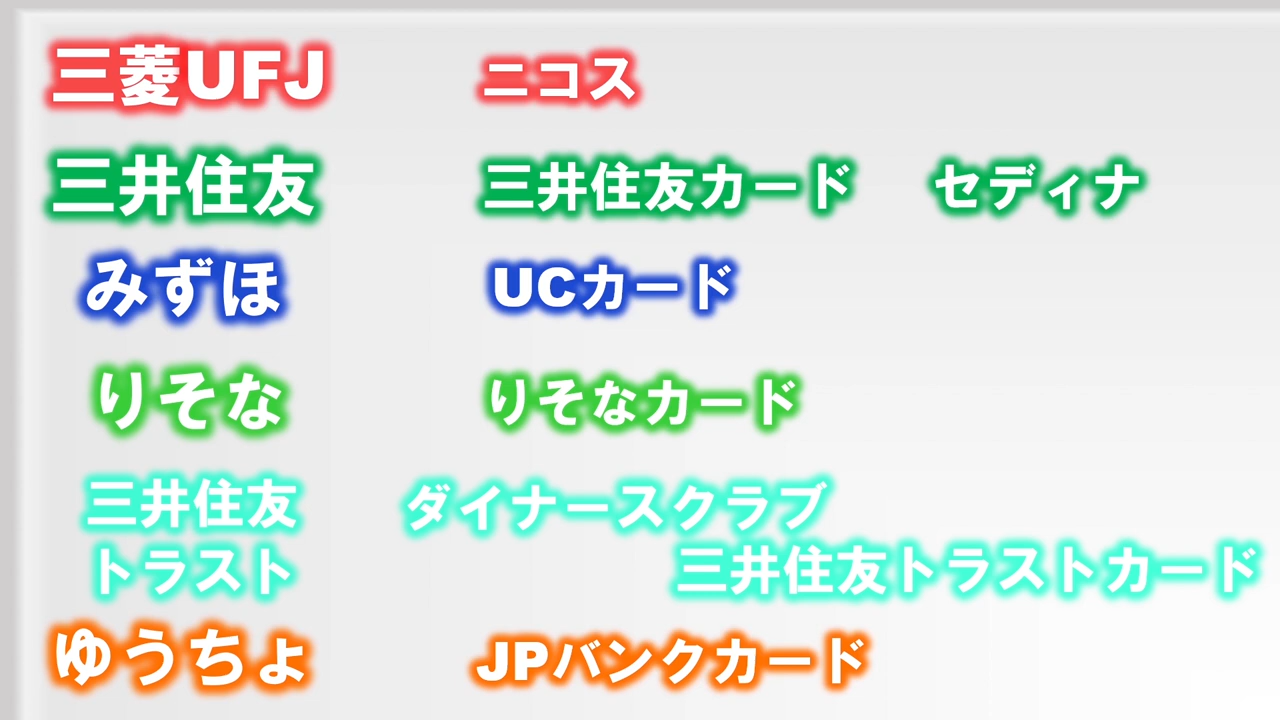 三菱UFJ ニコス
三井住友 三井住友カード セディナ
みずほ UCカード
りそな りそなカード
三井住友 ダイナースクラブ
トラスト 三井住友トラストカード
ゆうちょ JPバンクカード